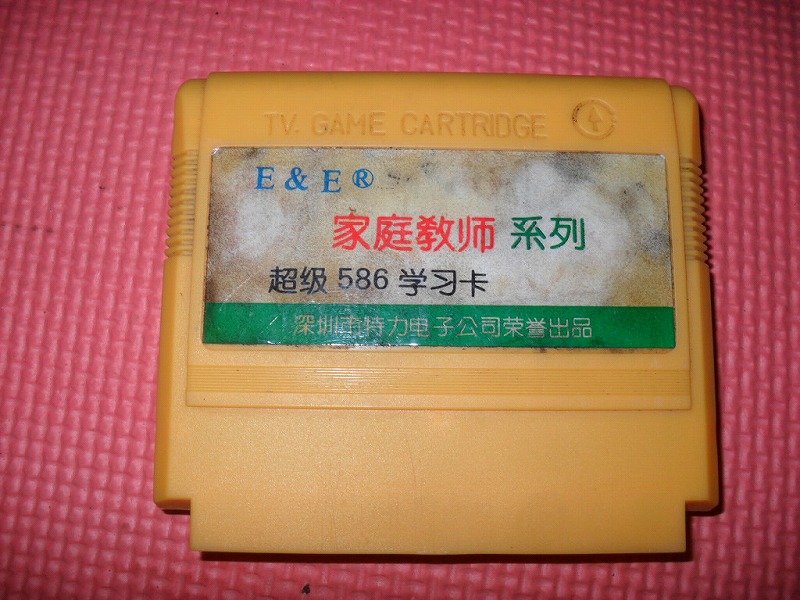 TV. GAME CARTRIDGE
E & E ®
家庭教师 系列
超级 586 学习卡
深圳市特力电子公司荣誉出品